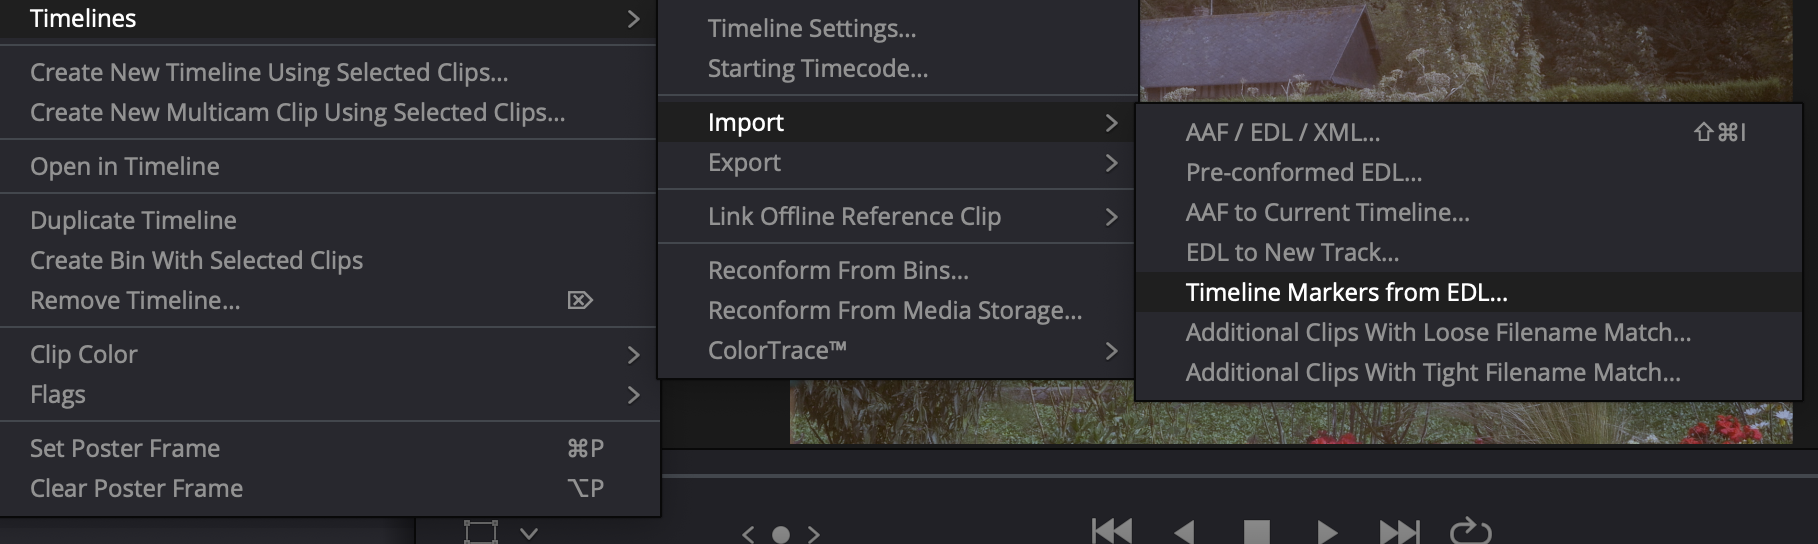 Timelines
Create New Timeline Using Selected Clips...
Create New Multicam Clip Using Selected Clips...
Open in Timeline
Duplicate Timeline
Create Bin With Selected Clips
Remove Timeline...
Clip Color
Flags
Set Poster Frame ⌘P
Clear Poster Frame ⌥P
Timeline Settings...
Starting Timecode...
Import
Export
Link Offline Reference Clip
Reconform From Bins...
Reconform From Media Storage...
ColorTrace™
AAF / EDL / XML... ⇧⌘I
Pre-conformed EDL...
AAF to Current Timeline...
EDL to New Track...
Timeline Markers from EDL...
Additional Clips With Loose Filename Match...
Additional Clips With Tight Filename Match...